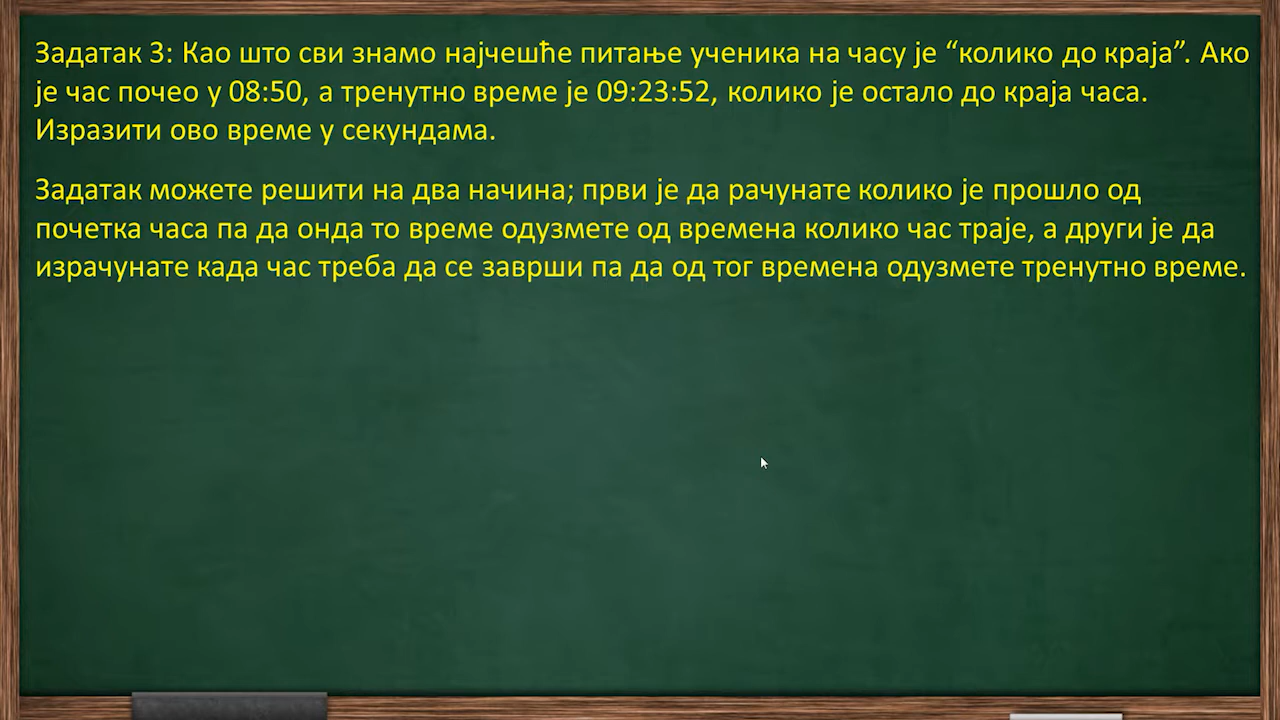 Задатак 3: Као што сви знамо најчешће питање ученика на часу је “колико до краја”. Ако
је час почео у 08:50, а тренутно време је 09:23:52, колико је остало до краја часа.
Изразити ово време у секундама.
Задатак можете решити на два начина; први је да рачунате колико је прошло од
почетка часа па да онда то време одузмете од времена колико час траје, а други је да
израчунате када час треба да се заврши па да од тог времена одузмете тренутно време.